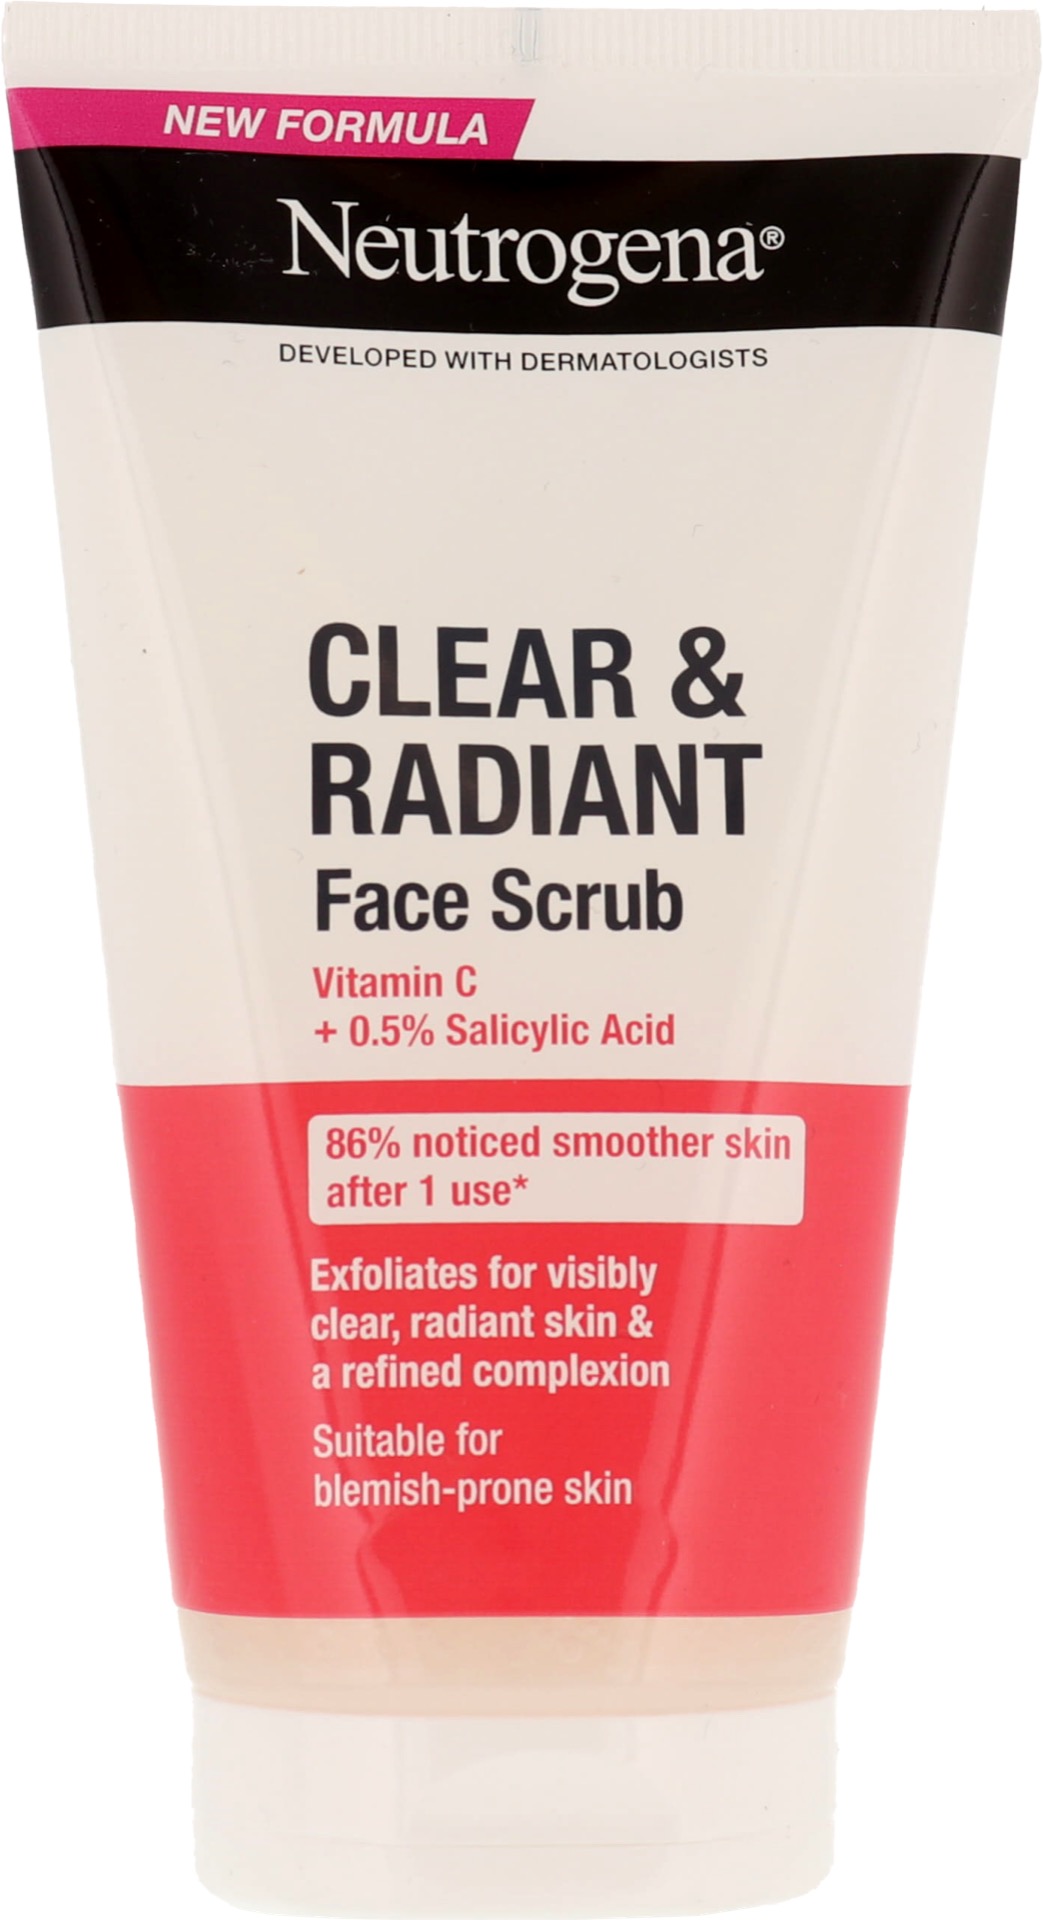 NEW FORMULA
Neutrogena®
DEVELOPED WITH DERMATOLOGISTS
CLEAR &
RADIANT
Face Scrub
Vitamin C
+ 0.5% Salicylic Acid
86% noticed smoother skin
after 1 use*
Exfoliates for visibly
clear, radiant skin &
a refined complexion
Suitable for
blemish-prone skin